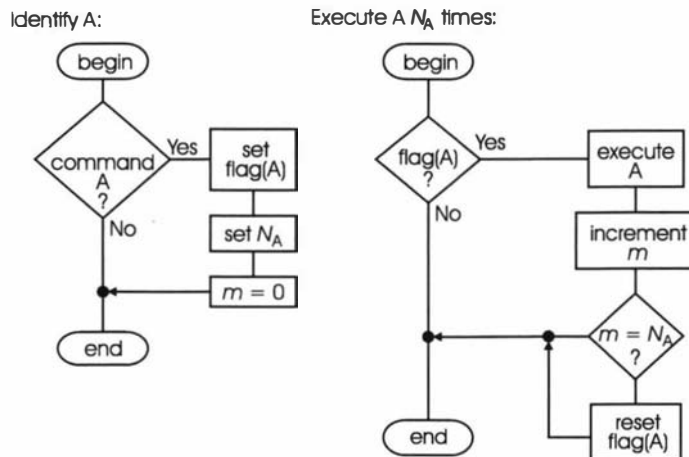 Identify A:
begin
command
A
?
Yes
No
set
flag(A)
set N_A
m = 0
end
Execute A N_A times:
begin
flag(A)
?
Yes
No
execute
A
increment
m
m = N_A
?
reset
flag(A)
end